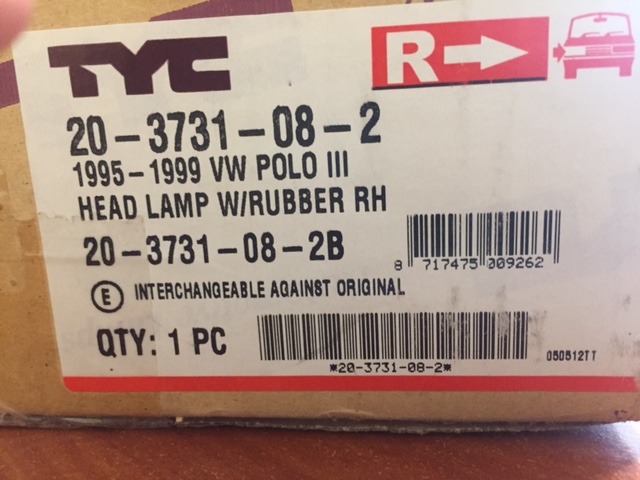 TYC
R
20-3731-08-2
1995-1999 VW POLO III
HEAD LAMP W/RUBBER RH
20-3731-08-2B
8 717475 009262
E INTERCHANGEABLE AGAINST ORIGINAL
QTY: 1 PC
*20-3731-08-2*
050512TT